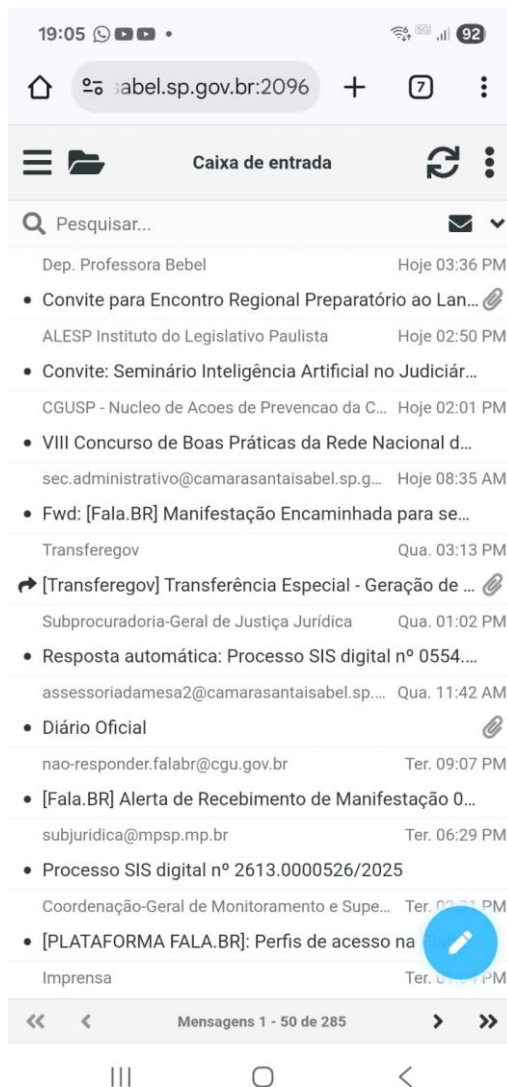 19:05
5G
92
sabel.sp.gov.br:2096
7
Caixa de entrada
Pesquisar...
Dep. Professora Bebel Hoje 03:36 PM
• Convite para Encontro Regional Preparatório ao Lan...
ALESP Instituto do Legislativo Paulista Hoje 02:50 PM
• Convite: Seminário Inteligência Artificial no Judiciár...
CGUSP - Nucleo de Acoes de Prevencao da C... Hoje 02:01 PM
• VIII Concurso de Boas Práticas da Rede Nacional d...
sec.administrativo@camarasantaisabel.sp.g... Hoje 08:35 AM
• Fwd: [Fala.BR] Manifestação Encaminhada para se...
Transferegov Qua. 03:13 PM
[Transferegov] Transferência Especial - Geração de ...
Subprocuradoria-Geral de Justiça Jurídica Qua. 01:02 PM
• Resposta automática: Processo SIS digital nº 0554....
assessoriadamesa2@camarasantaisabel.sp.... Qua. 11:42 AM
• Diário Oficial
nao-responder.falabr@cgu.gov.br Ter. 09:07 PM
• [Fala.BR] Alerta de Recebimento de Manifestação 0...
subjuridica@mpsp.mp.br Ter. 06:29 PM
• Processo SIS digital nº 2613.0000526/2025
Coordenação-Geral de Monitoramento e Supe... Ter. PM
• [PLATAFORMA FALA.BR]: Perfis de acesso na
Imprensa Ter. PM
Mensagens 1 - 50 de 285